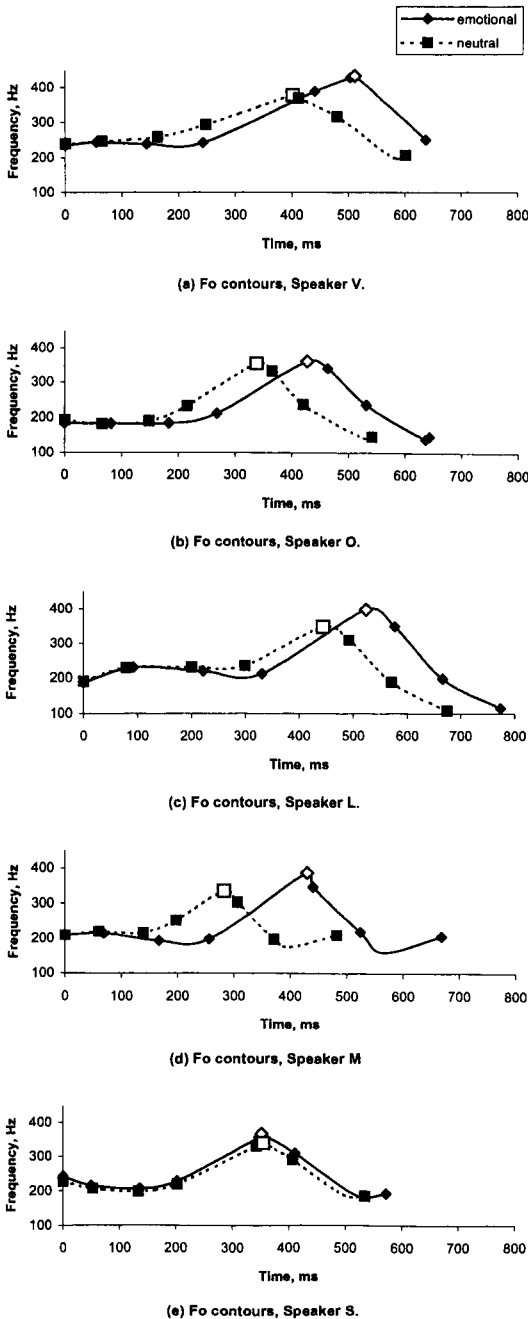 emotional
neutral
Frequency, Hz
400
300
200
100
0 100 200 300 400 500 600 700 800
Time, ms
(a) Fo contours, Speaker V.
Frequency, Hz
400
300
200
100
0 100 200 300 400 500 600 700 800
Time, ms
(b) Fo contours, Speaker O.
Frequency, Hz
400
300
200
100
0 100 200 300 400 500 600 700 800
Time, ms
(c) Fo contours, Speaker L.
Frequency, Hz
400
300
200
100
0 100 200 300 400 500 600 700 800
Time, ms
(d) Fo contours, Speaker M
Frequency, Hz
400
300
200
100
0 100 200 300 400 500 600 700 800
Time, ms
(e) Fo contours, Speaker S.